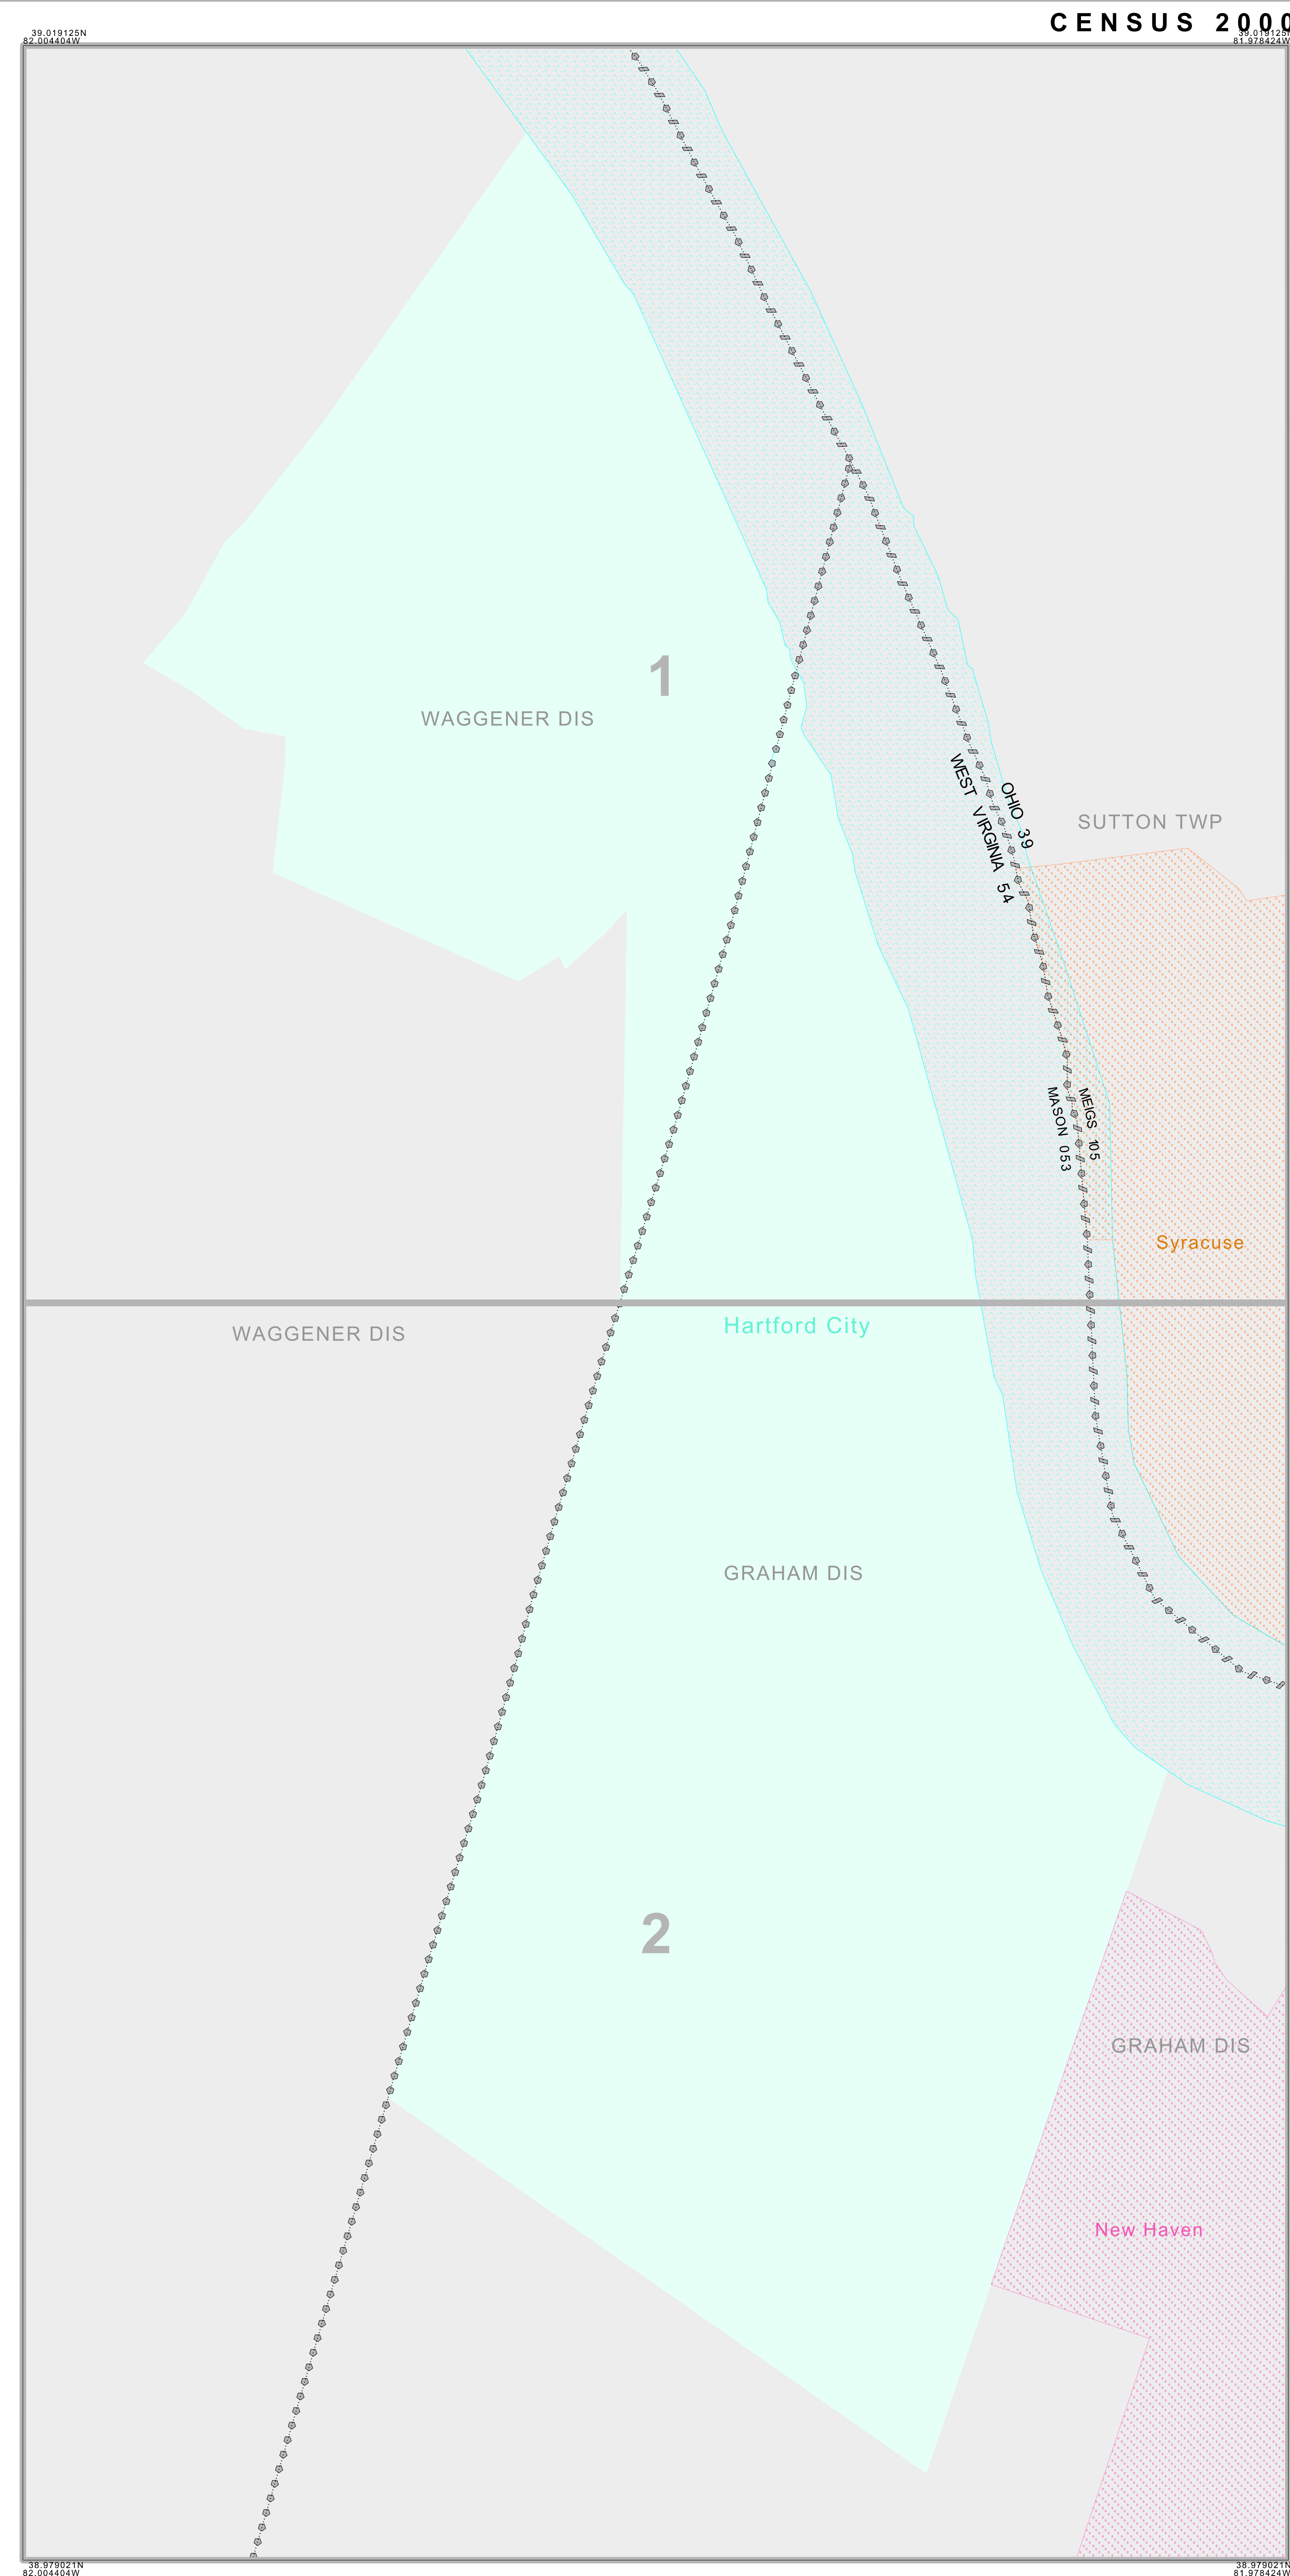 CENSUS 2000
39.019125N
82.004404W
39.019125N
81.978424W
1
WAGGENER DIS
OHIO 39
WEST VIRGINIA 54
SUTTON TWP
MEIGS 105
MASON 053
Syracuse
Hartford City
WAGGENER DIS
GRAHAM DIS
2
GRAHAM DIS
New Haven
38.979021N
82.004404W
38.979021N
81.978424W